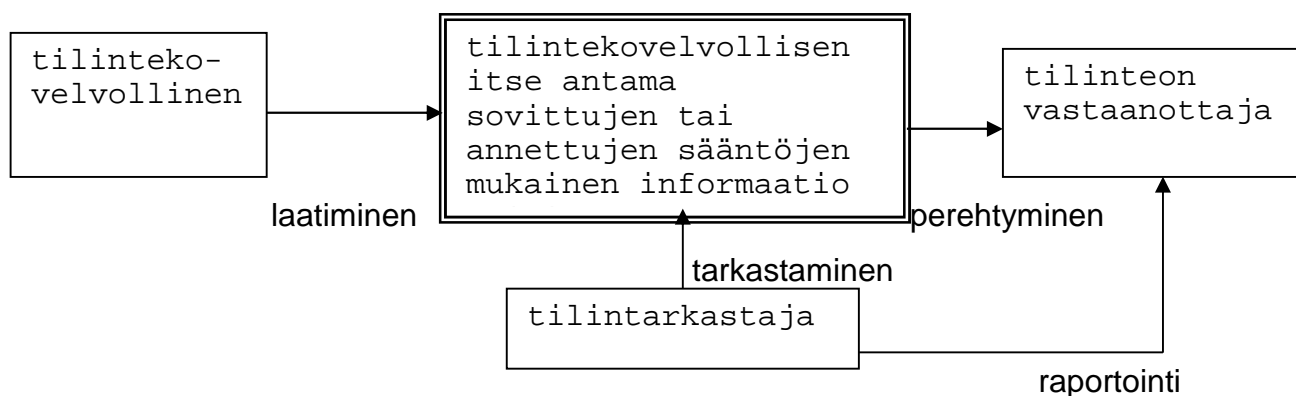 tilinteko-
velvollinen
laatiminen
tilintekovelvollisen
itse antama
sovittujen tai
annettujen sääntöjen
mukainen informaatio
perehtyminen
tilinteon
vastaanottaja
tarkastaminen
tilintarkastaja
raportointi